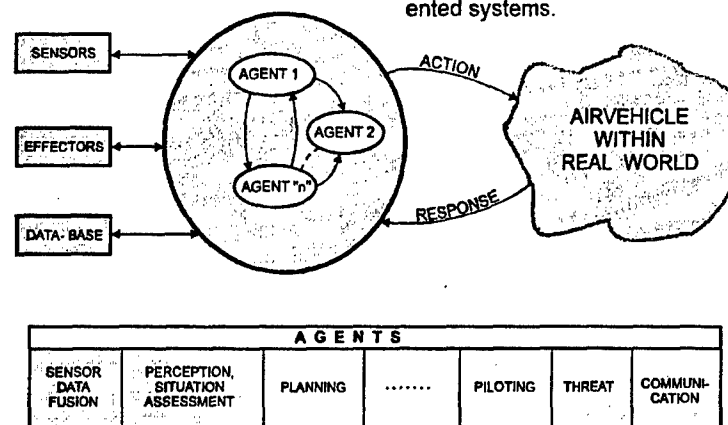 ented systems.
SENSORS
EFFECTORS
DATA-BASE
AGENT 1
AGENT 2
AGENT "n"
ACTION
RESPONSE
AIRVEHICLE
WITHIN
REAL WORLD
AGENTS
SENSOR
DATA
FUSION
PERCEPTION,
SITUATION
ASSESSMENT
PLANNING
.......
PILOTING
THREAT
COMMUNI-
CATION